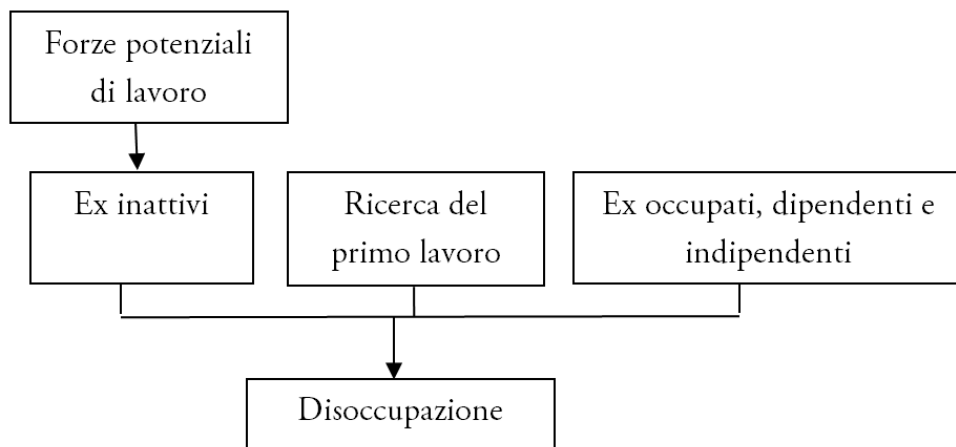 Forze potenziali
di lavoro
Ex inattivi
Ricerca del
primo lavoro
Ex occupati, dipendenti e
indipendenti
Disoccupazione